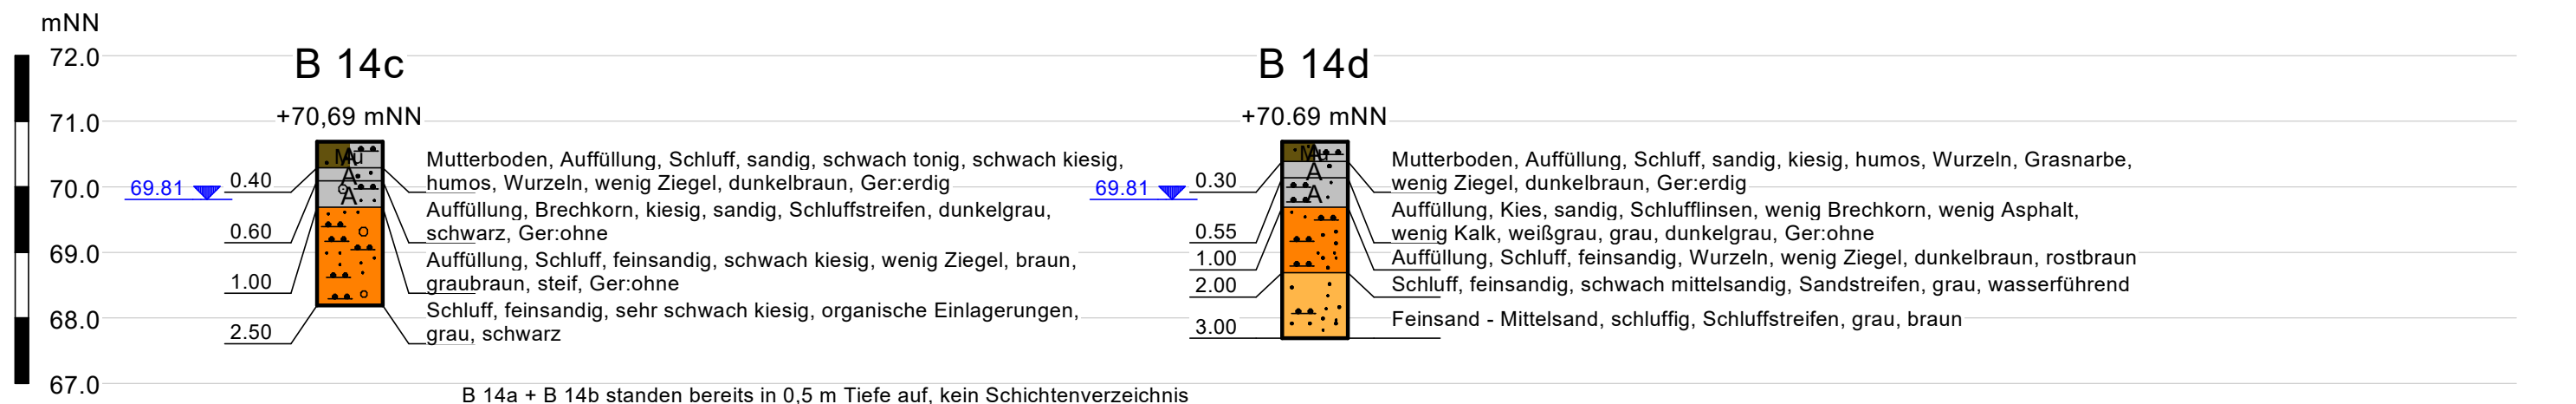 mNN
72.0
71.0
70.0
69.0
68.0
67.0
B 14c
+70,69 mNN
69.81
0.40
0.60
1.00
2.50
Mu
A
A
A
Mutterboden, Auffüllung, Schluff, sandig, schwach tonig, schwach kiesig,
humos, Wurzeln, wenig Ziegel, dunkelbraun, Ger:erdig
Auffüllung, Brechkorn, kiesig, sandig, Schluffstreifen, dunkelgrau,
schwarz, Ger:ohne
Auffüllung, Schluff, feinsandig, schwach kiesig, wenig Ziegel, braun,
graubraun, steif, Ger:ohne
Schluff, feinsandig, sehr schwach kiesig, organische Einlagerungen,
grau, schwarz
B 14d
+70.69 mNN
69.81
0.30
0.55
1.00
2.00
3.00
Mu
A
A
A
Mutterboden, Auffüllung, Schluff, sandig, kiesig, humos, Wurzeln, Grasnarbe,
wenig Ziegel, dunkelbraun, Ger:erdig
Auffüllung, Kies, sandig, Schlufflinsen, wenig Brechkorn, wenig Asphalt,
wenig Kalk, weißgrau, grau, dunkelgrau, Ger:ohne
Auffüllung, Schluff, feinsandig, Wurzeln, wenig Ziegel, dunkelbraun, rostbraun
Schluff, feinsandig, schwach mittelsandig, Sandstreifen, grau, wasserführend
Feinsand - Mittelsand, schluffig, Schluffstreifen, grau, braun
B 14a + B 14b standen bereits in 0,5 m Tiefe auf, kein Schichtenverzeichnis